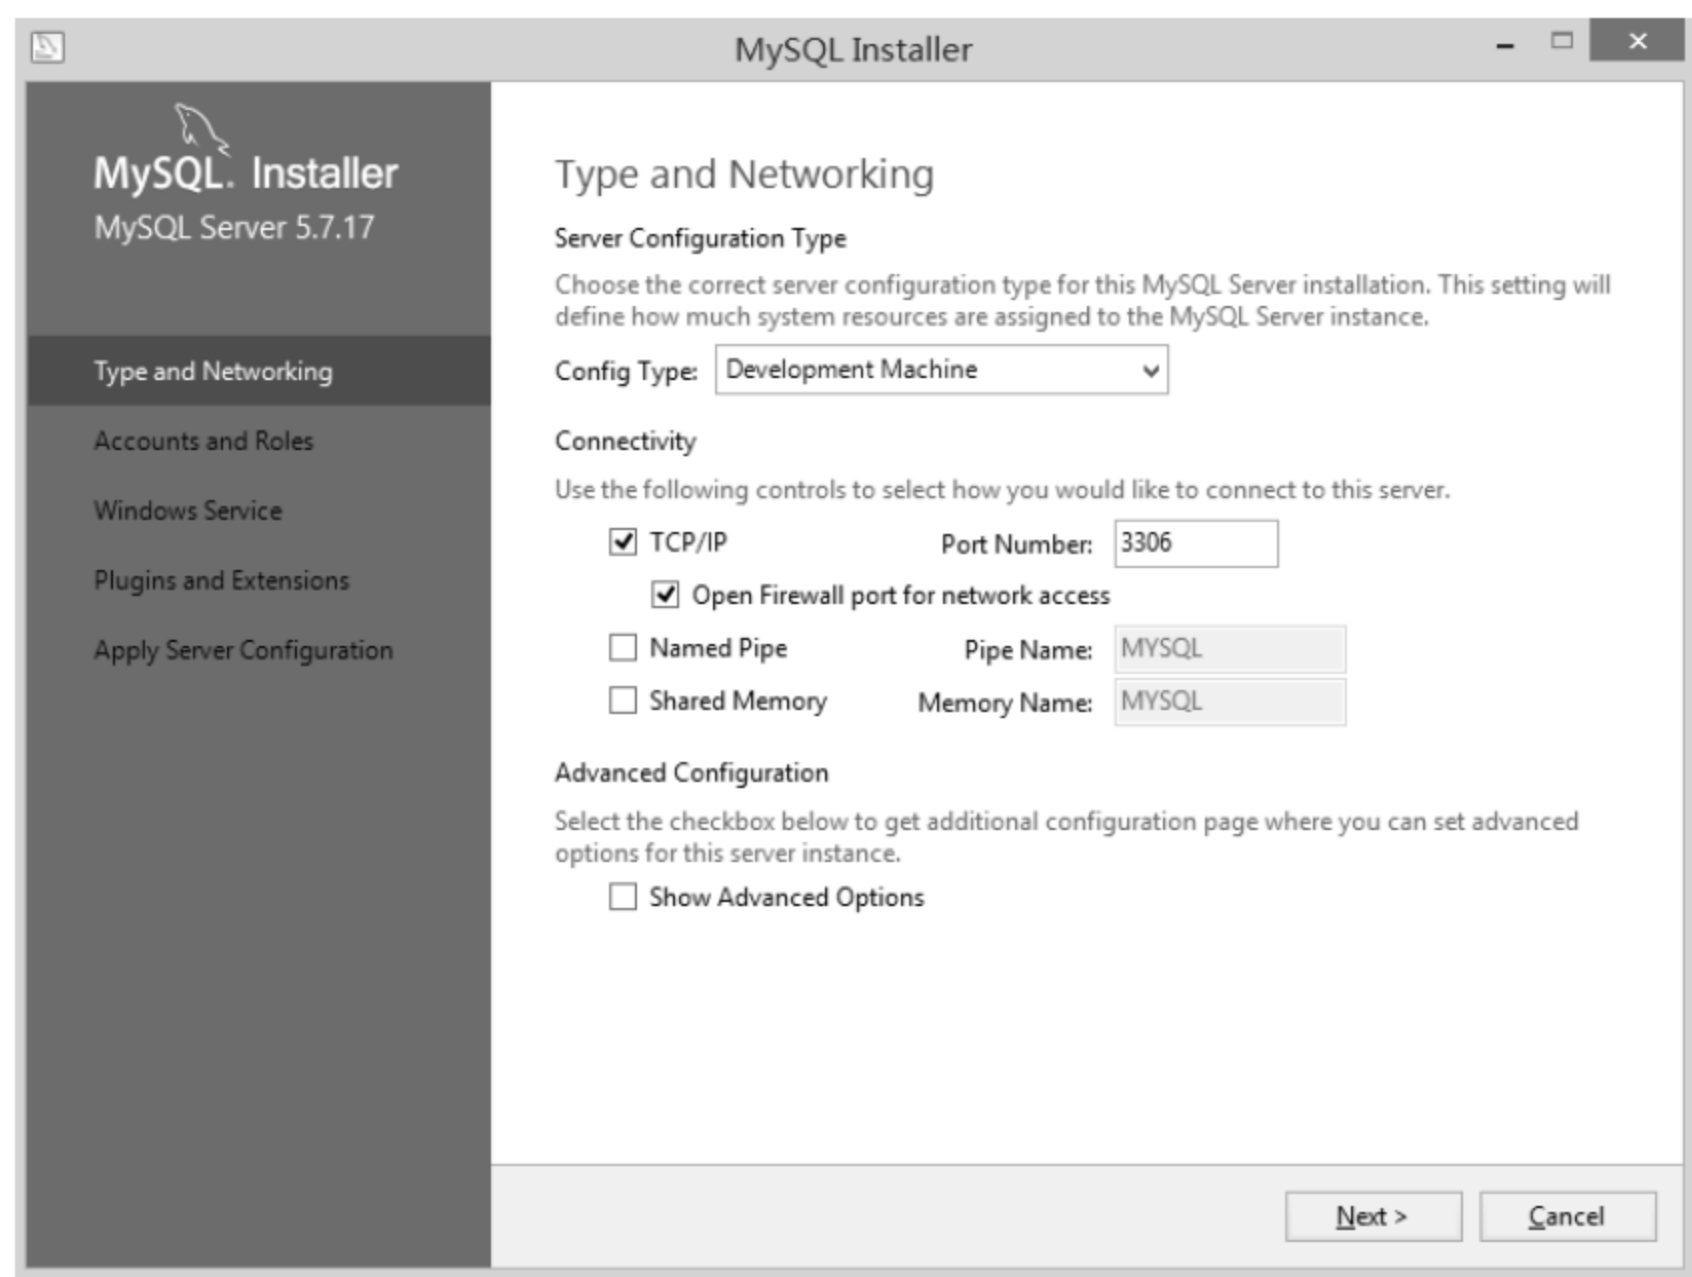 MySQL Installer
MySQL. Installer
MySQL Server 5.7.17
Type and Networking
Accounts and Roles
Windows Service
Plugins and Extensions
Apply Server Configuration
Type and Networking
Server Configuration Type
Choose the correct server configuration type for this MySQL Server installation. This setting will
define how much system resources are assigned to the MySQL Server instance.
Config Type: Development Machine
Connectivity
Use the following controls to select how you would like to connect to this server.
TCP/IP Port Number: 3306
Open Firewall port for network access
Named Pipe Pipe Name: MYSQL
Shared Memory Memory Name: MYSQL
Advanced Configuration
Select the checkbox below to get additional configuration page where you can set advanced
options for this server instance.
Show Advanced Options
Next > Cancel